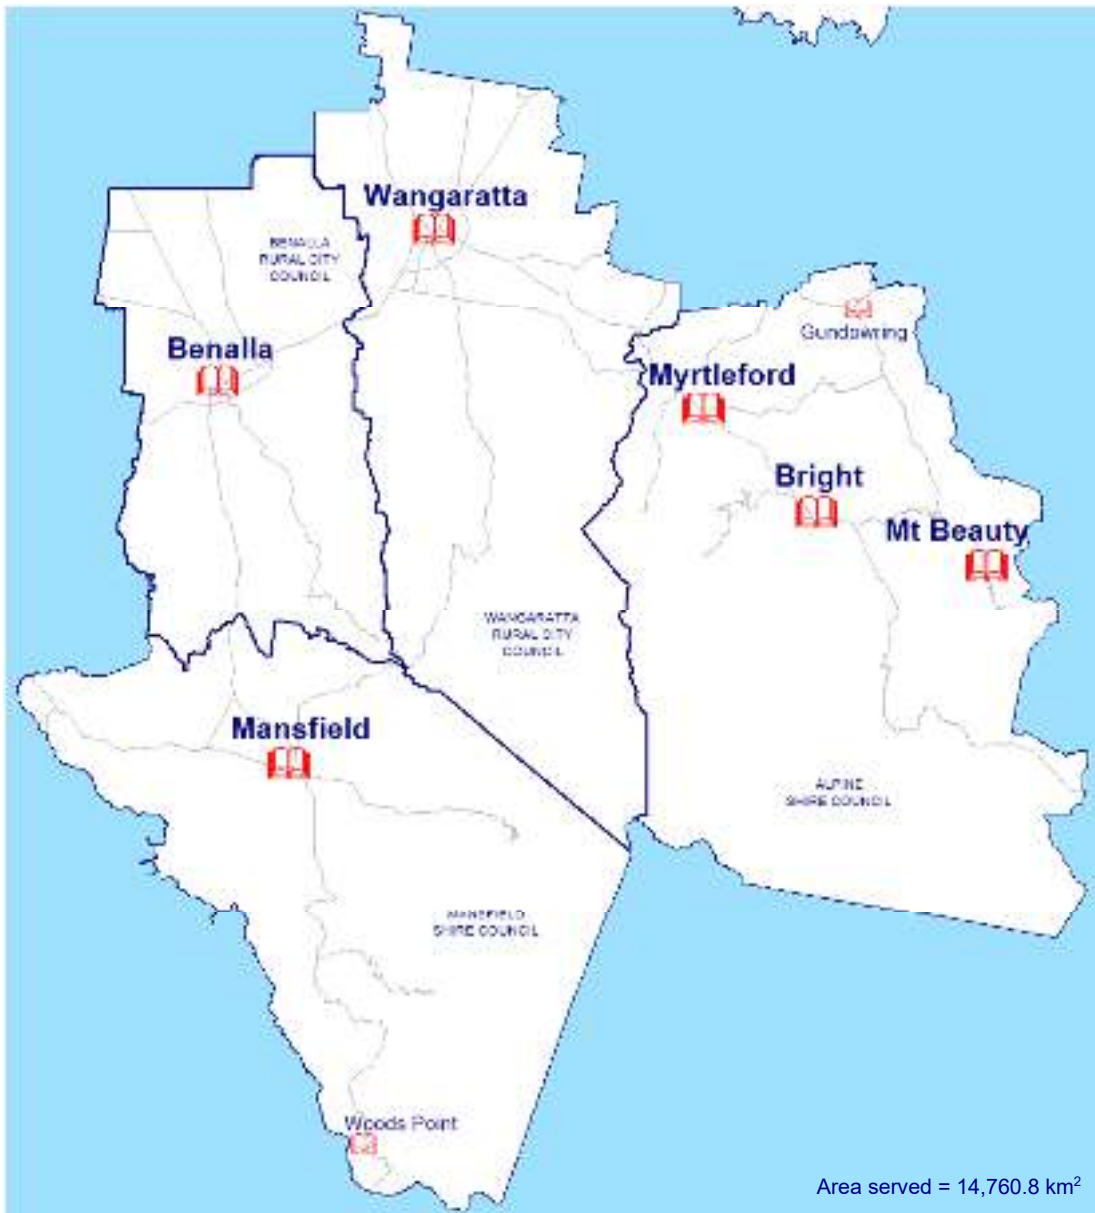 Wangaratta
BENALLA
RURAL CITY
COUNCIL
Gundowring
Benalla
Myrtleford
Bright
Mt Beauty
WANGARATTA
RURAL CITY
COUNCIL
Mansfield
ALPINE
SHIRE COUNCIL
MANSFIELD
SHIRE COUNCIL
Woods Point
Area served = 14,760.8 km²